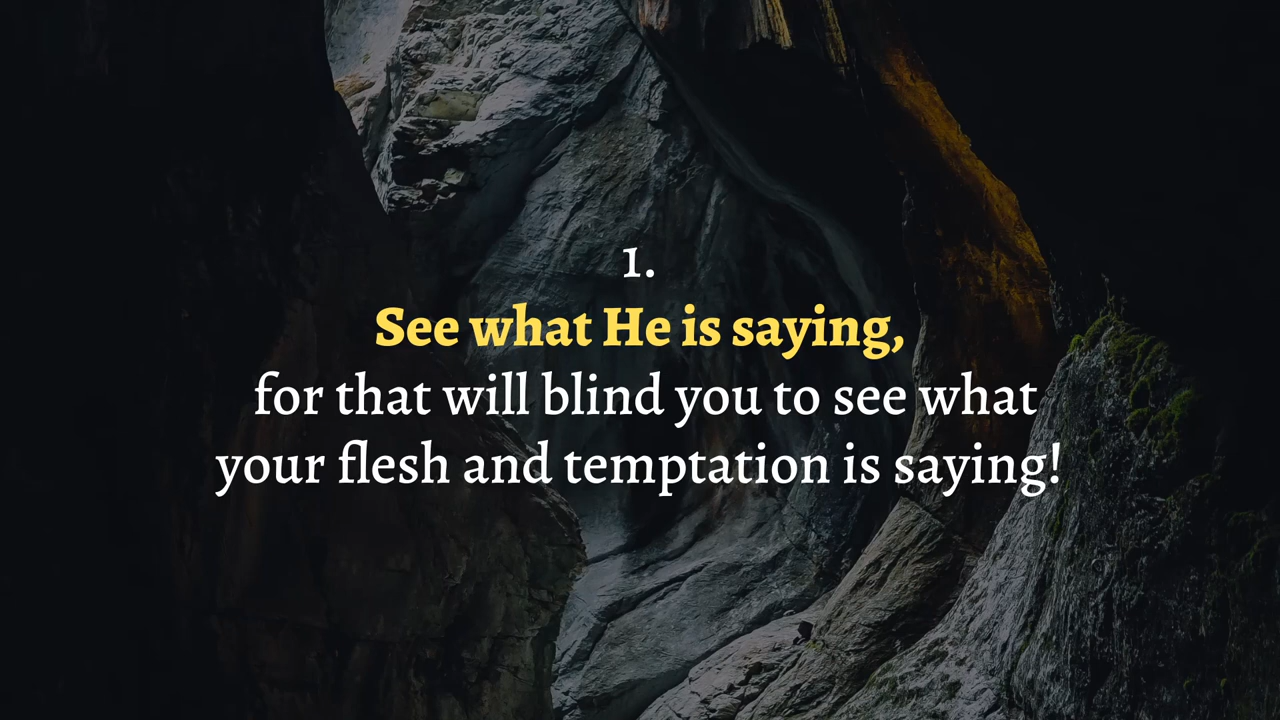 1.
See what He is saying,
for that will blind you to see what
your flesh and temptation is saying!